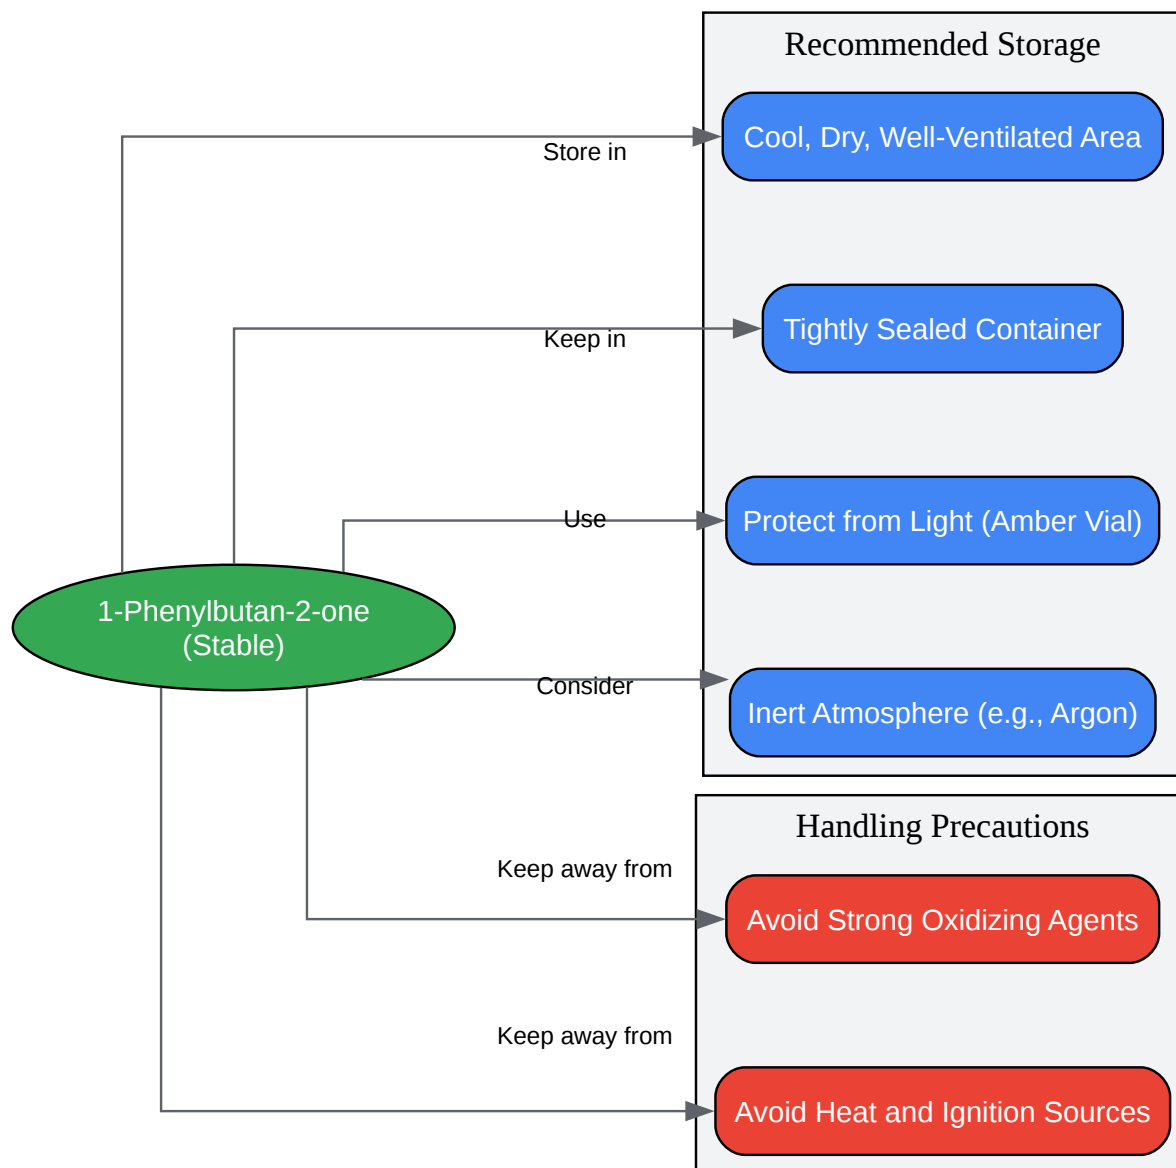 Recommended Storage
Store in
Cool, Dry, Well-Ventilated Area
Keep in
Tightly Sealed Container
Use
Protect from Light (Amber Vial)
1-Phenylbutan-2-one
(Stable)
Consider
Inert Atmosphere (e.g., Argon)
Handling Precautions
Keep away from
Avoid Strong Oxidizing Agents
Keep away from
Avoid Heat and Ignition Sources